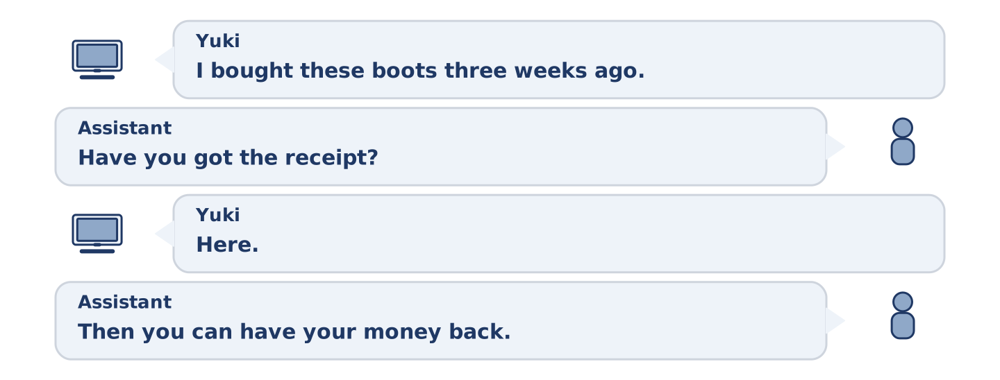 Yuki
I bought these boots three weeks ago.
Assistant
Have you got the receipt?
Yuki
Here.
Assistant
Then you can have your money back.